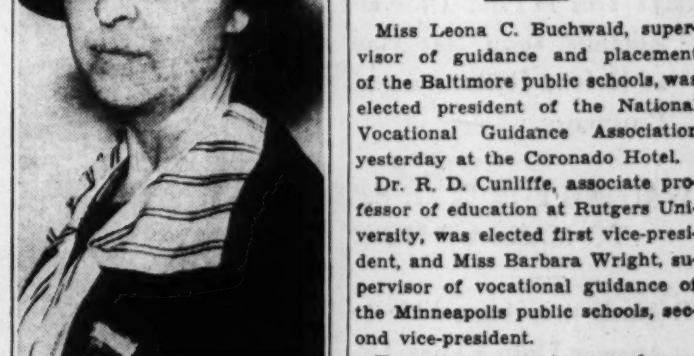 Miss Leona C. Buchwald, super-
visor of guidance and placement
of the Baltimore public schools, was
elected president of the National
Vocational Guidance Association
yesterday at the Coronado Hotel.
Dr. R. D. Cunliffe, associate pro-
fessor of education at Rutgers Uni-
versity, was elected first vice-presi-
dent, and Miss Barbara Wright, su-
pervisor of vocational guidance of
the Minneapolis public schools, sec-
ond vice-president.